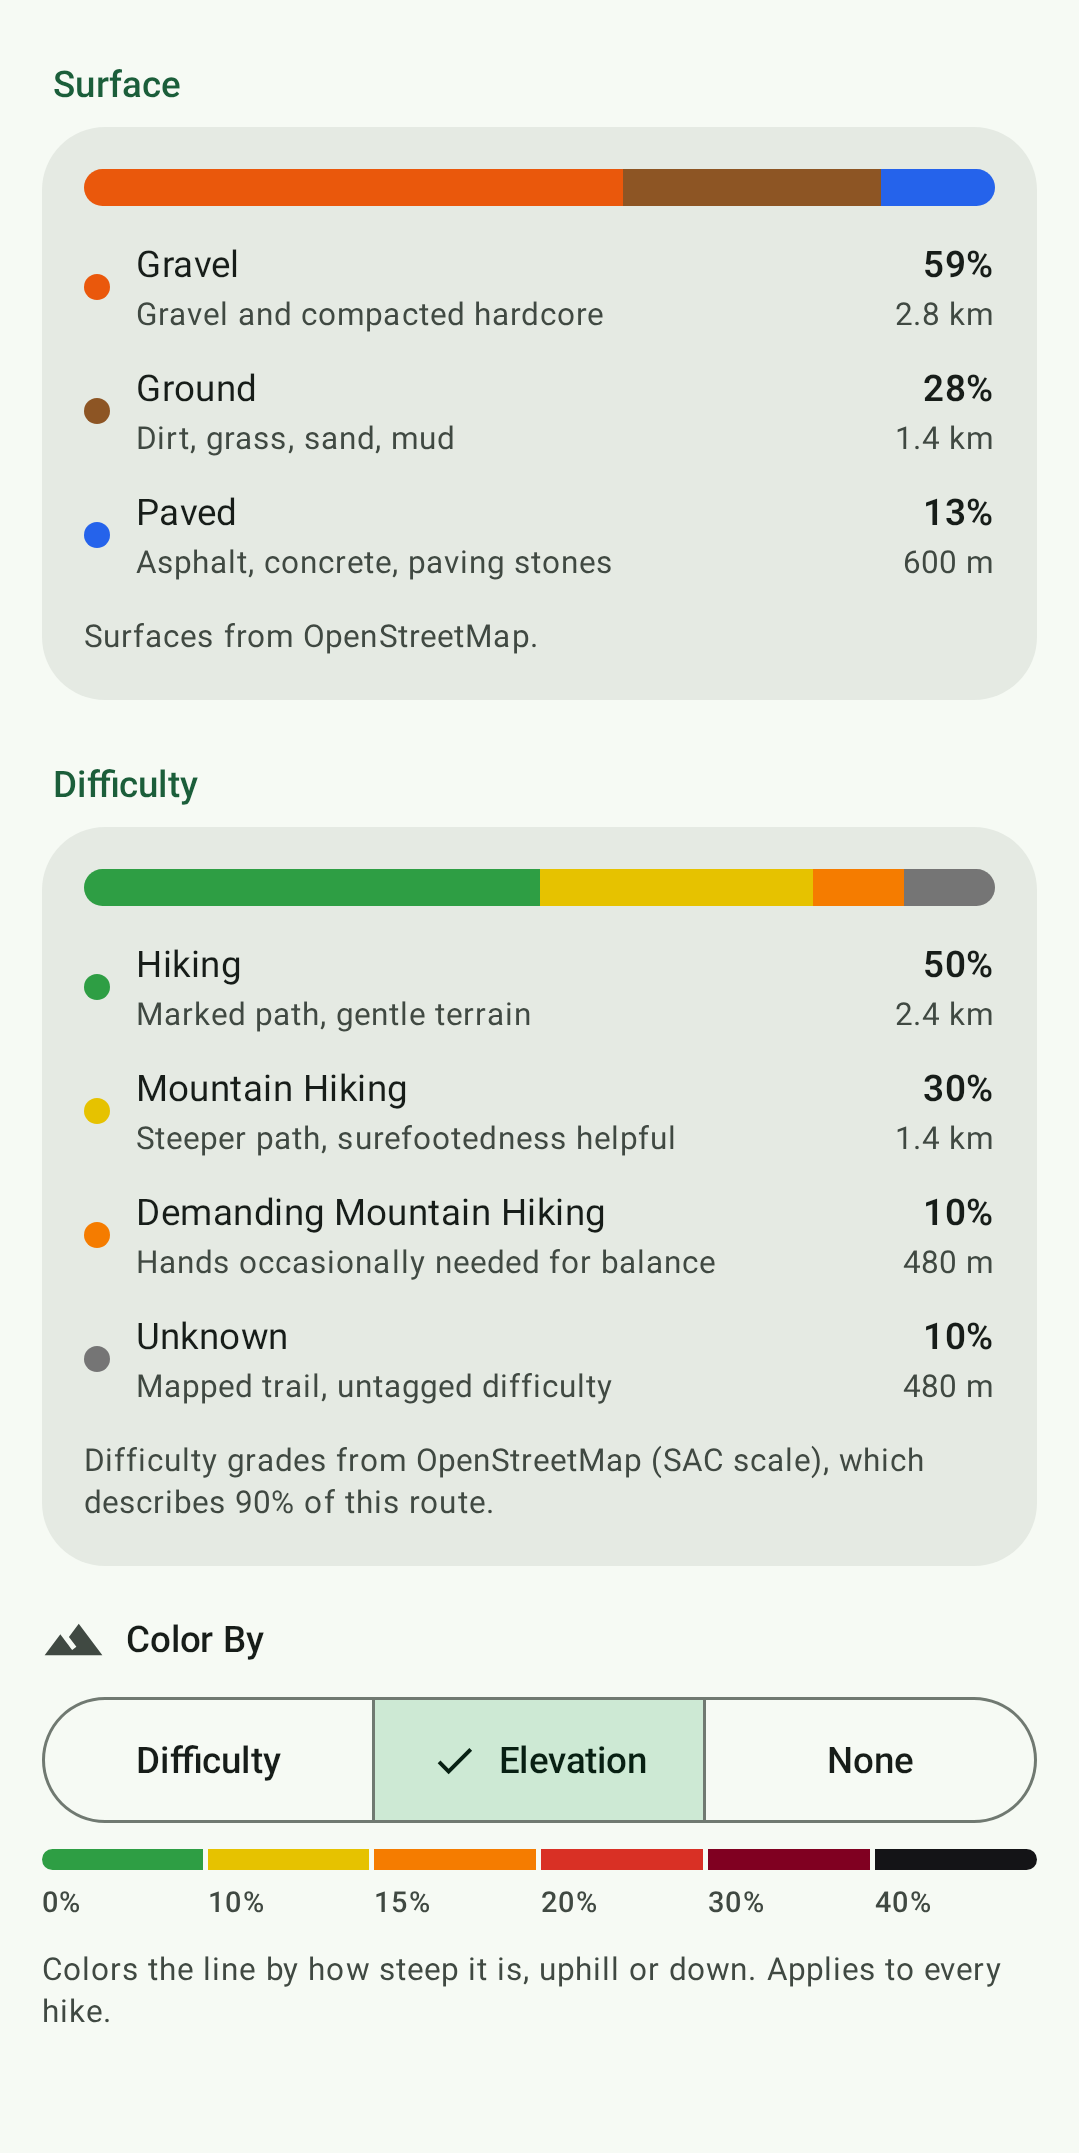 Surface
Gravel 59%
Gravel and compacted hardcore 2.8 km
Ground 28%
Dirt, grass, sand, mud 1.4 km
Paved 13%
Asphalt, concrete, paving stones 600 m
Surfaces from OpenStreetMap.
Difficulty
Hiking 50%
Marked path, gentle terrain 2.4 km
Mountain Hiking 30%
Steeper path, surefootedness helpful 1.4 km
Demanding Mountain Hiking 10%
Hands occasionally needed for balance 480 m
Unknown 10%
Mapped trail, untagged difficulty 480 m
Difficulty grades from OpenStreetMap (SAC scale), which
describes 90% of this route.
Color By
Difficulty Elevation None
0% 10% 15% 20% 30% 40%
Colors the line by how steep it is, uphill or down. Applies to every
hike.